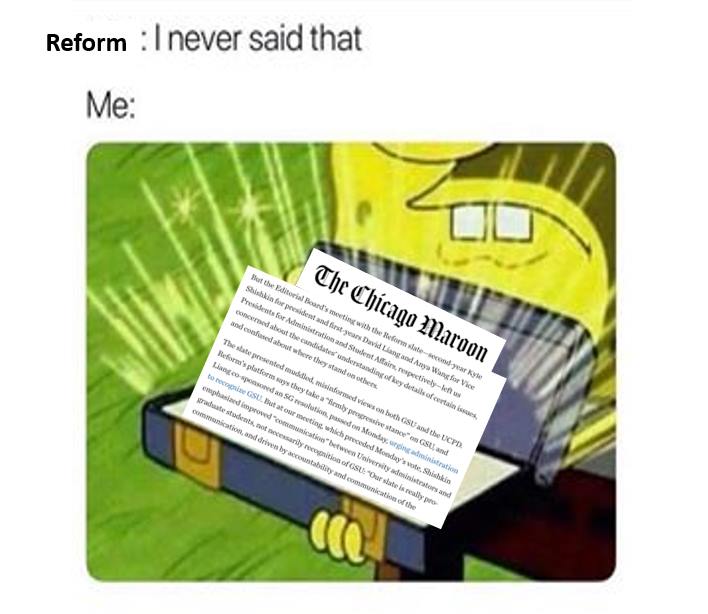 Reform : I never said that
Me:
The Chicago Maroon
But the Editorial Board's meeting with the Reform slate—second-year Kyle
Shishkin for president and first-years David Liang and Anya Wang for Vice
Presidents for Administration and Student Affairs, respectively—left us
concerned about the candidates' understanding of key details of certain issues,
and confused about where they stand on others.
The slate presented muddled, misinformed views on both GSU and the UCPD.
Reform's platform says they take a "firmly progressive stance" on GSU, and
Liang co-sponsored an SG resolution, passed on Monday, urging administration
to recognize GSU. But at our meeting, which preceded Monday's vote, Shishkin
emphasized improved "communication" between University administrators and
graduate students, not necessarily recognition of GSU: "Our slate is really pro-
communication, and driven by accountability and communication of the